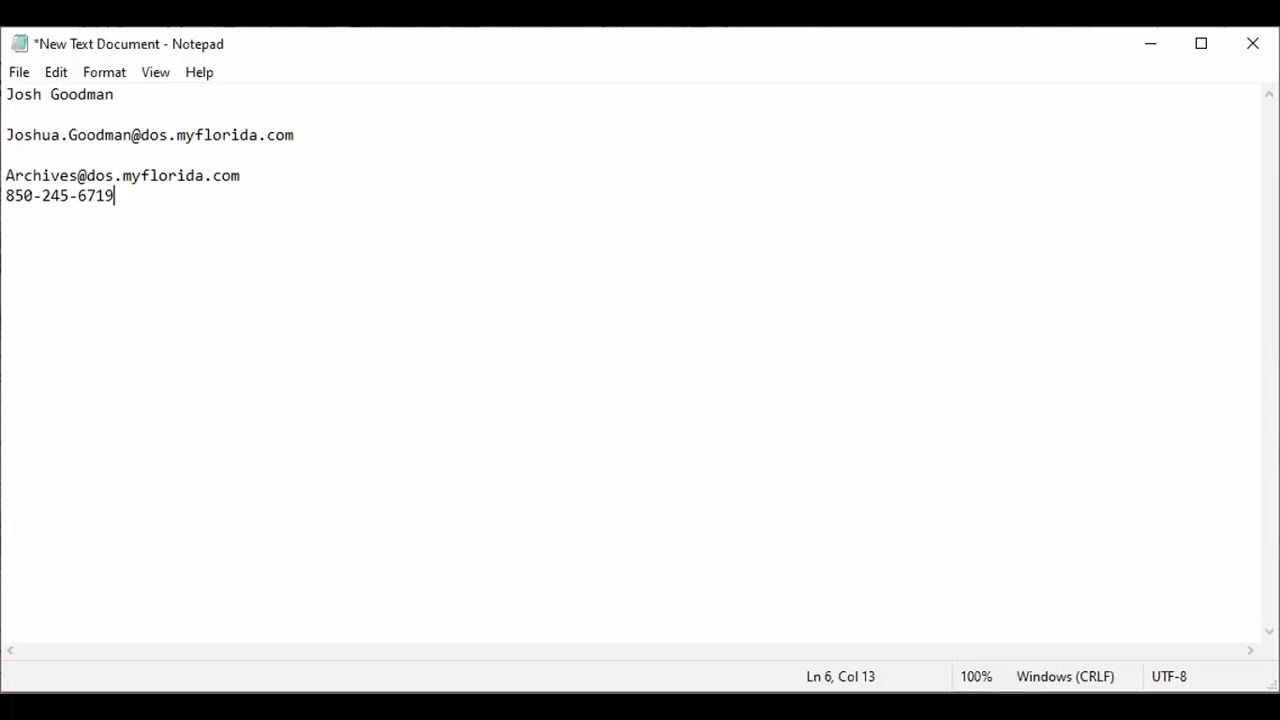 *New Text Document - Notepad
File Edit Format View Help
Josh Goodman
Joshua.Goodman@dos.myflorida.com
Archives@dos.myflorida.com
850-245-6719
Ln 6, Col 13 100% Windows (CRLF) UTF-8